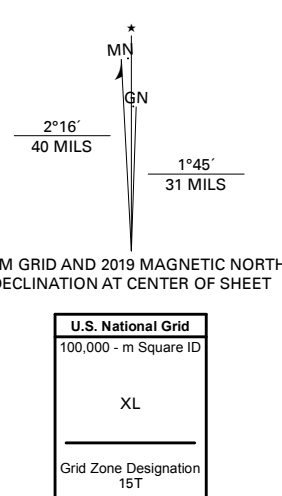 ★
MN
GN
2°16´
40 MILS
1°45´
31 MILS
M GRID AND 2019 MAGNETIC NORTH
DECLINATION AT CENTER OF SHEET
U.S. National Grid
100,000 - m Square ID
XL
Grid Zone Designation
15T